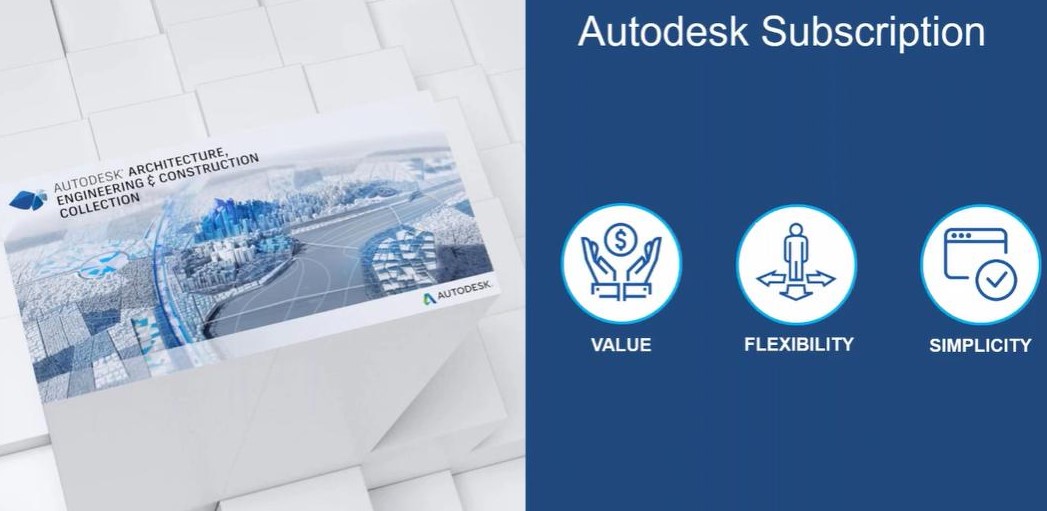 AUTODESK® ARCHITECTURE,
ENGINEERING & CONSTRUCTION
COLLECTION
AUTODESK.
Autodesk Subscription
$
VALUE
FLEXIBILITY
SIMPLICITY